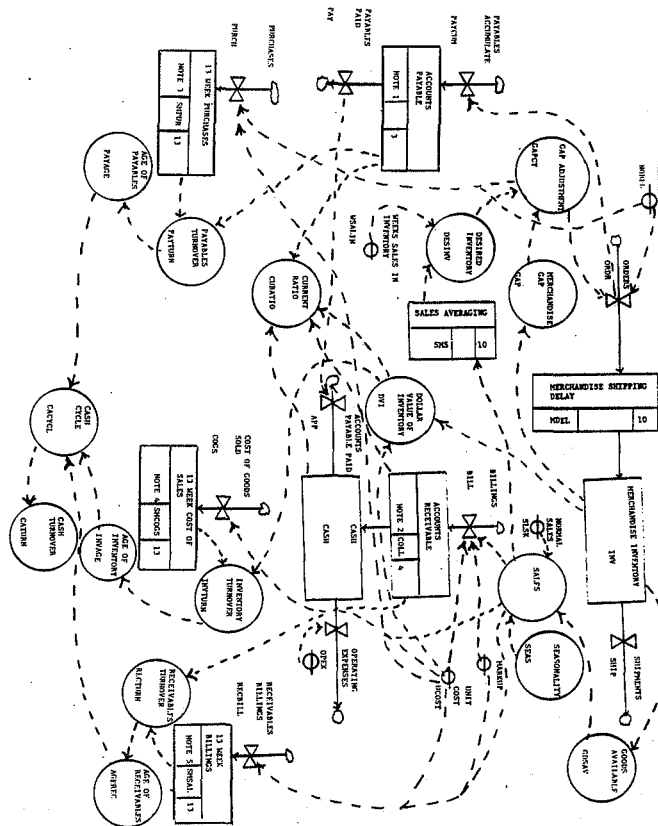 PAYABLES
ACCUMULATE
PAYCUM
ACCOUNTS
PAYABLE
NOTE 1
3
PAYABLES
PAID
PAY
PURCHASES
PURCH
13 WEEK PURCHASES
NOTE 3
SMPUR
13
AGE OF
PAYABLES
PAYAGE
PAYABLES
TURNOVER
PAYTURN
ORDERS
ORDR
GAP ADJUSTMENT
GAPCT
MERCHANDISE
GAP
GAP
DESIRED
INVENTORY
DESINV
WEEKS SALES IN
INVENTORY
WSALIN
SALES AVERAGING
SMS
10
MERCHANDISE SHIPPING
DELAY
MDEL
10
MERCHANDISE INVENTORY
INV
SHIPMENTS
SHIP
GOODS
AVAILABLE
GDSAV
SEASONALITY
SEAS
SALES
NORMAL
SALES
SLSK
CURRENT
RATIO
CURATIO
DOLLAR
VALUE OF
INVENTORY
DVI
BILLINGS
BILL
ACCOUNTS
RECEIVABLE
NOTE 2
COLL
4
MARKUP
UNIT
COST
UCOST
ACCOUNTS
PAYABLE PAID
APP
CASH
CASH
OPERATING
EXPENSES
OPEX
COST OF GOODS
SOLD
COGS
13 WEEK COST OF
SALES
NOTE 4
SMCOGS
13
INVENTORY
TURNOVER
INVTURN
AGE OF
INVENTORY
INVAGE
CASH
CYCLE
CACYCL
CASH
TURNOVER
CATURN
RECEIVABLES
BILLINGS
RECBILL
13 WEEK
BILLINGS
NOTE 5
SMSAL
13
RECEIVABLES
TURNOVER
RECTURN
AGE OF
RECEIVABLES
AGEREC